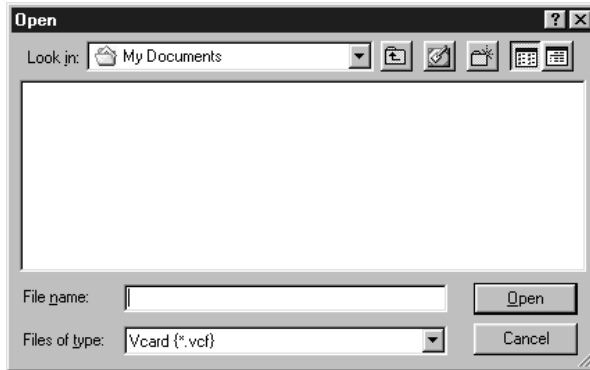 Open
Look in: My Documents
File name:
Open
Files of type: Vcard {*.vcf}
Cancel